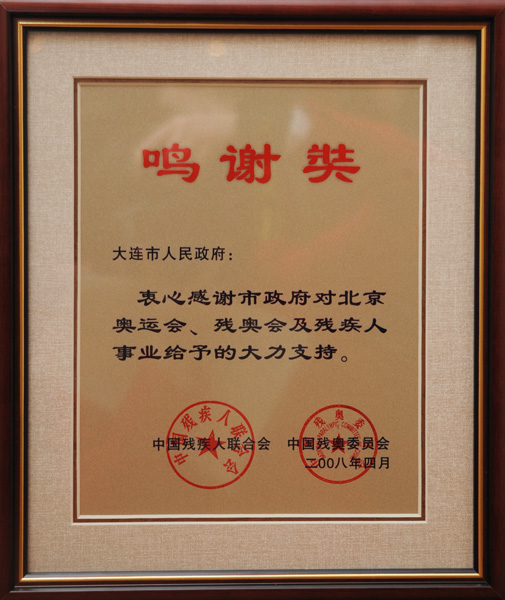 鸣谢奖
大连市人民政府：
衷心感谢市政府对北京
奥运会、残奥会及残疾人
事业给予的大力支持。
中国残疾人联合会 中国残奥委员会
二00八年四月